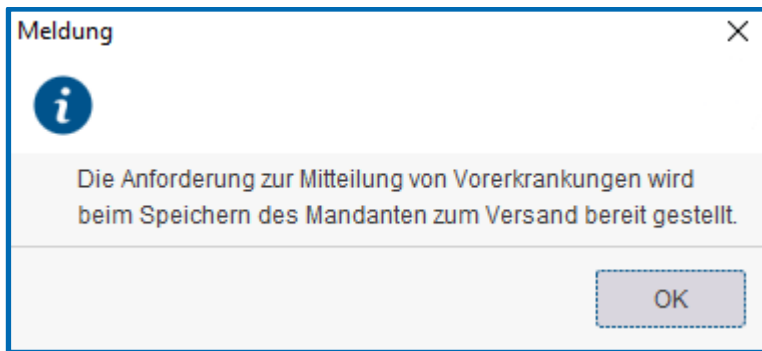 Meldung
Die Anforderung zur Mitteilung von Vorerkrankungen wird
beim Speichern des Mandanten zum Versand bereit gestellt.
OK